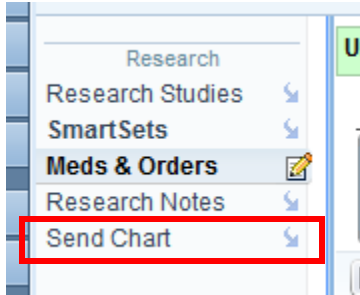 Research
U
Research Studies
SmartSets
Meds & Orders
Research Notes
Send Chart